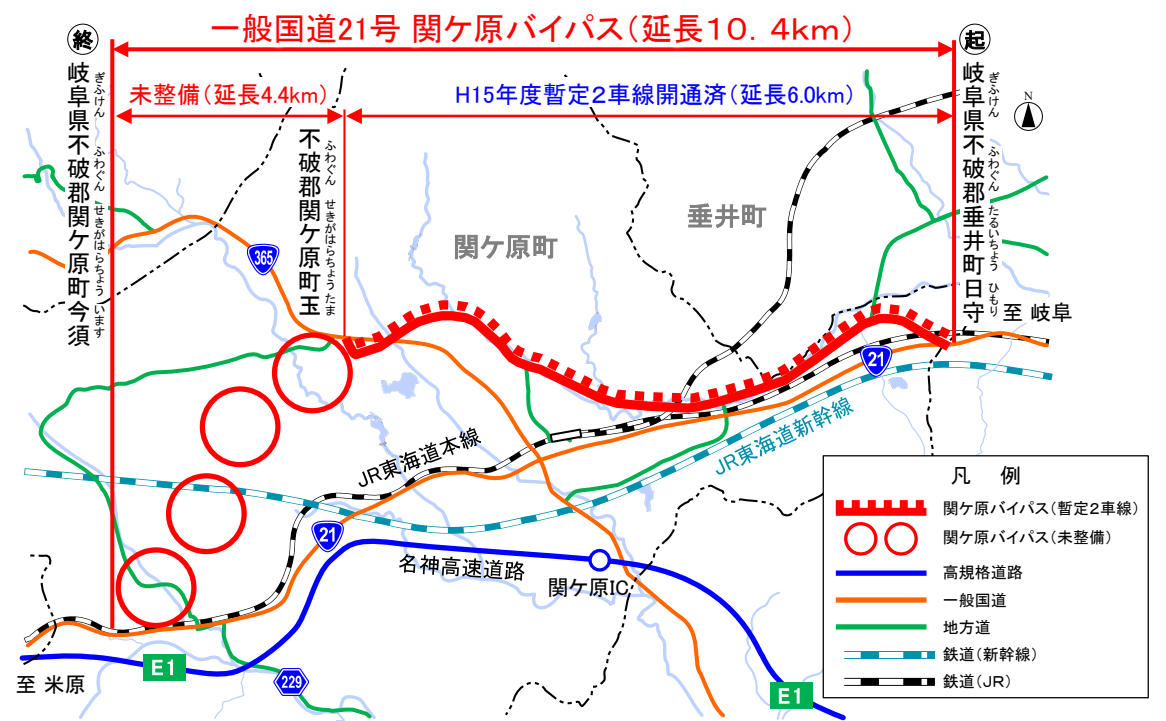 一般国道21号 関ケ原バイパス(延長10．4km)
終
起
未整備(延長4.4km)
H15年度暫定2車線開通済(延長6.0km)
岐阜県不破郡関ケ原町今須
ぎふけん ふわぐん せきがはらちょう います
不破郡関ケ原町玉
ふわぐん せきがはらちょう たま
岐阜県不破郡垂井町日守
ぎふけん ふわぐん たるいちょう ひもり
N
垂井町
関ケ原町
365
至 岐阜
21
JR東海道本線
JR東海道新幹線
21
名神高速道路
関ケ原IC
E1
229
至 米原
E1
凡 例
関ケ原バイパス(暫定2車線)
関ケ原バイパス(未整備)
高規格道路
一般国道
地方道
鉄道(新幹線)
鉄道(JR)